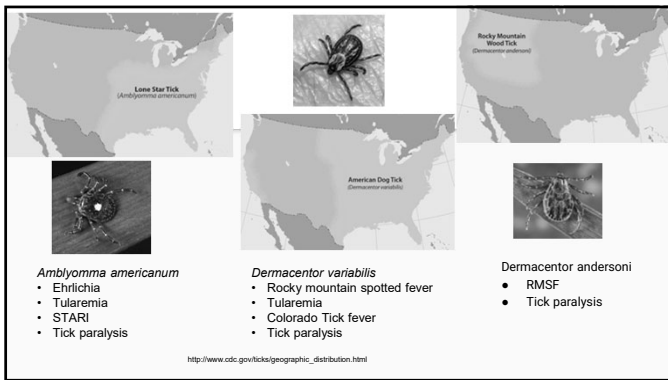 Lone Star Tick
(Amblyomma americanum)
Amblyomma americanum
• Ehrlichia
• Tularemia
• STARI
• Tick paralysis
American Dog Tick
(Dermacentor variabilis)
Dermacentor variabilis
• Rocky mountain spotted fever
• Tularemia
• Colorado Tick fever
• Tick paralysis
Rocky Mountain
Wood Tick
(Dermacentor andersoni)
Dermacentor andersoni
● RMSF
● Tick paralysis
http://www.cdc.gov/ticks/geographic_distribution.html